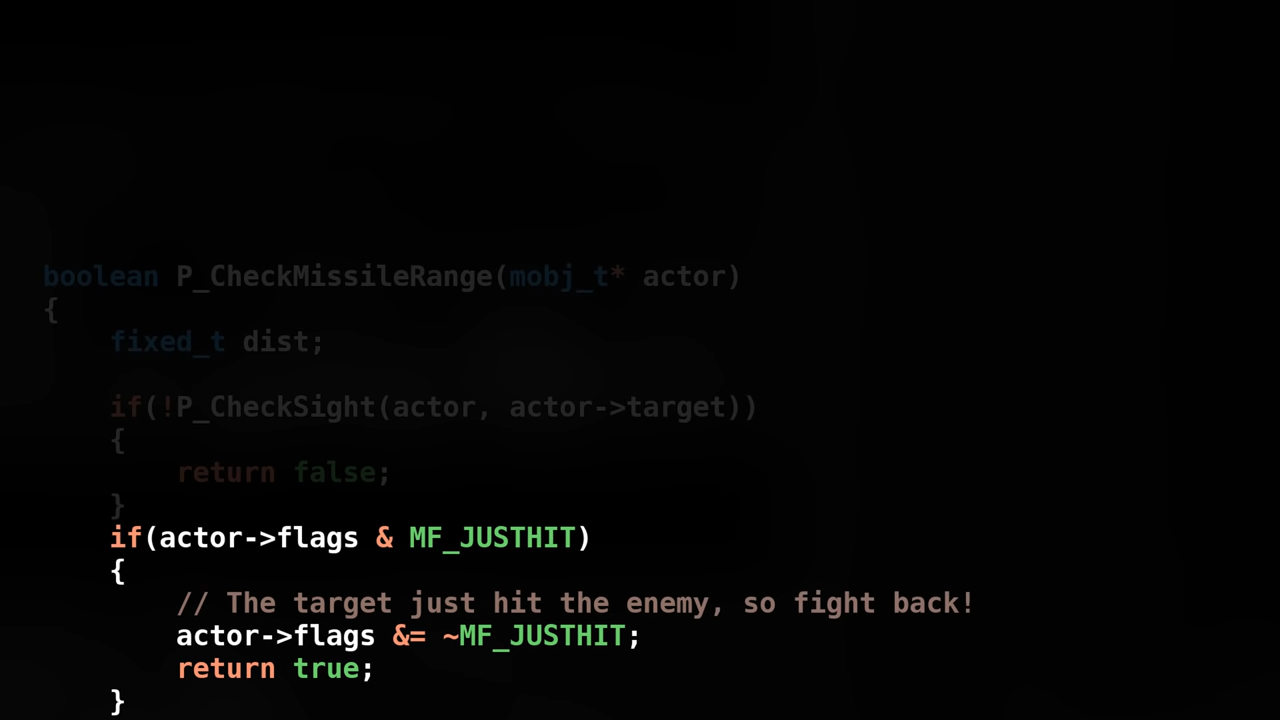 boolean P_CheckMissileRange(mobj_t* actor)
{
    fixed_t dist;

    if(!P_CheckSight(actor, actor->target))
    {
        return false;
    }
    if(actor->flags & MF_JUSTHIT)
    {
        // The target just hit the enemy, so fight back!
        actor->flags &= ~MF_JUSTHIT;
        return true;
    }